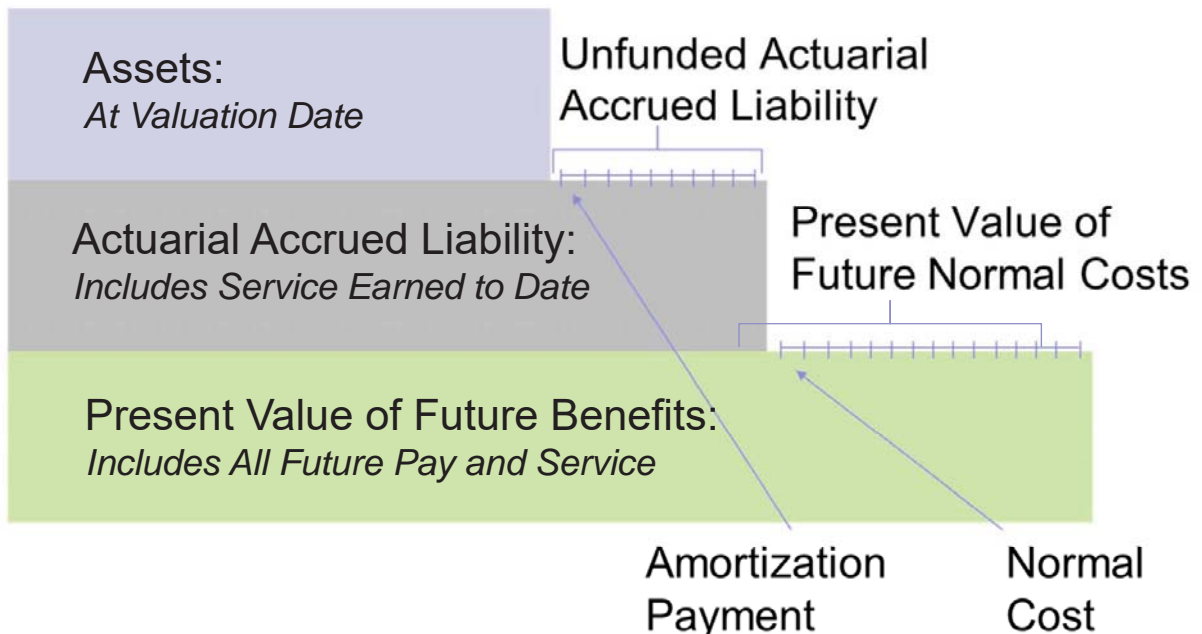 Assets:
At Valuation Date
Unfunded Actuarial
Accrued Liability
Actuarial Accrued Liability:
Includes Service Earned to Date
Present Value of
Future Normal Costs
Present Value of Future Benefits:
Includes All Future Pay and Service
Amortization
Payment
Normal
Cost